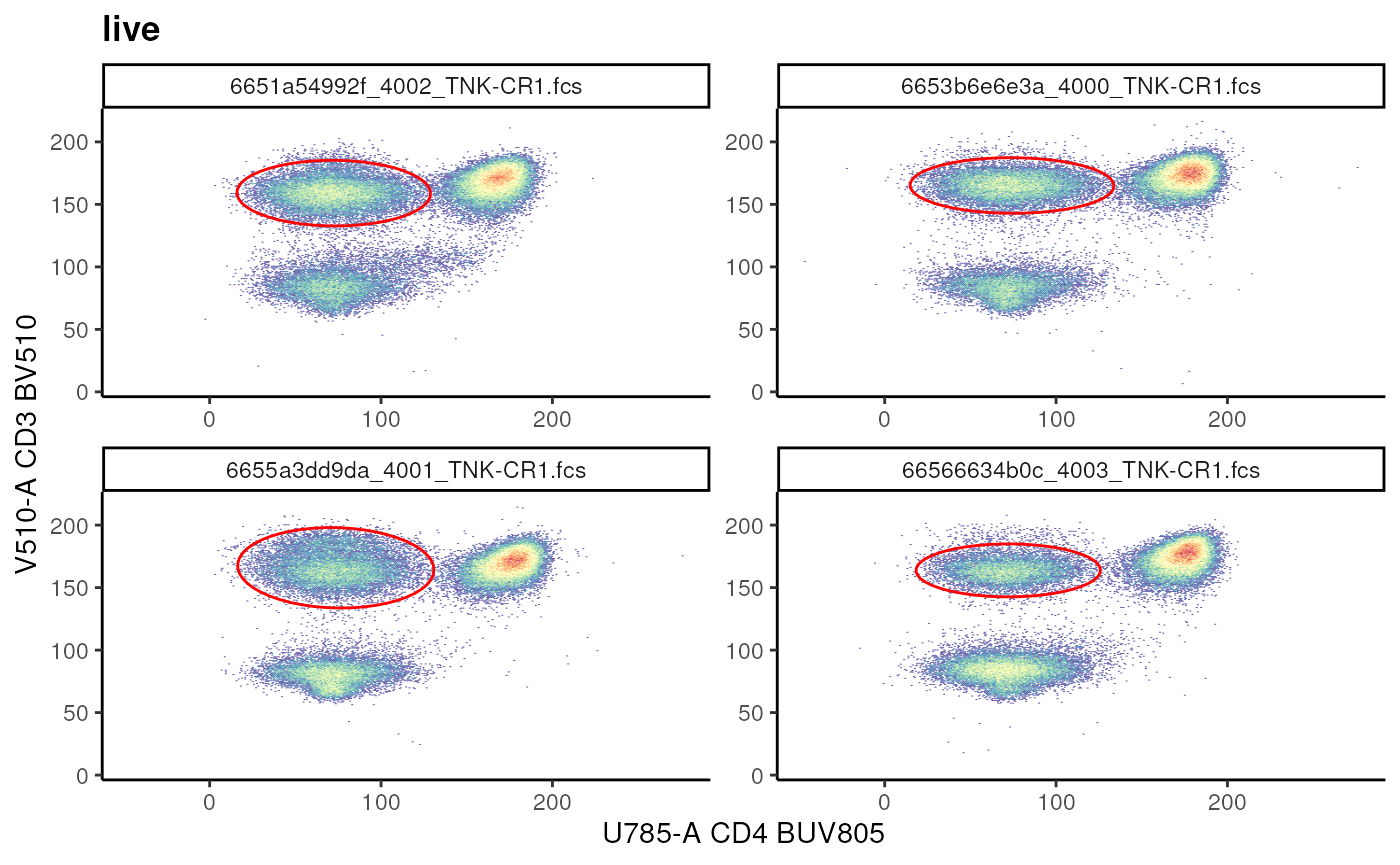 live
6651a54992f_4002_TNK-CR1.fcs
6653b6e6e3a_4000_TNK-CR1.fcs
200
150
100
50
0
0 100 200
200
150
100
50
0
0 100 200
6655a3dd9da_4001_TNK-CR1.fcs
66566634b0c_4003_TNK-CR1.fcs
200
150
100
50
0
0 100 200
200
150
100
50
0
0 100 200
V510-A CD3 BV510
U785-A CD4 BUV805